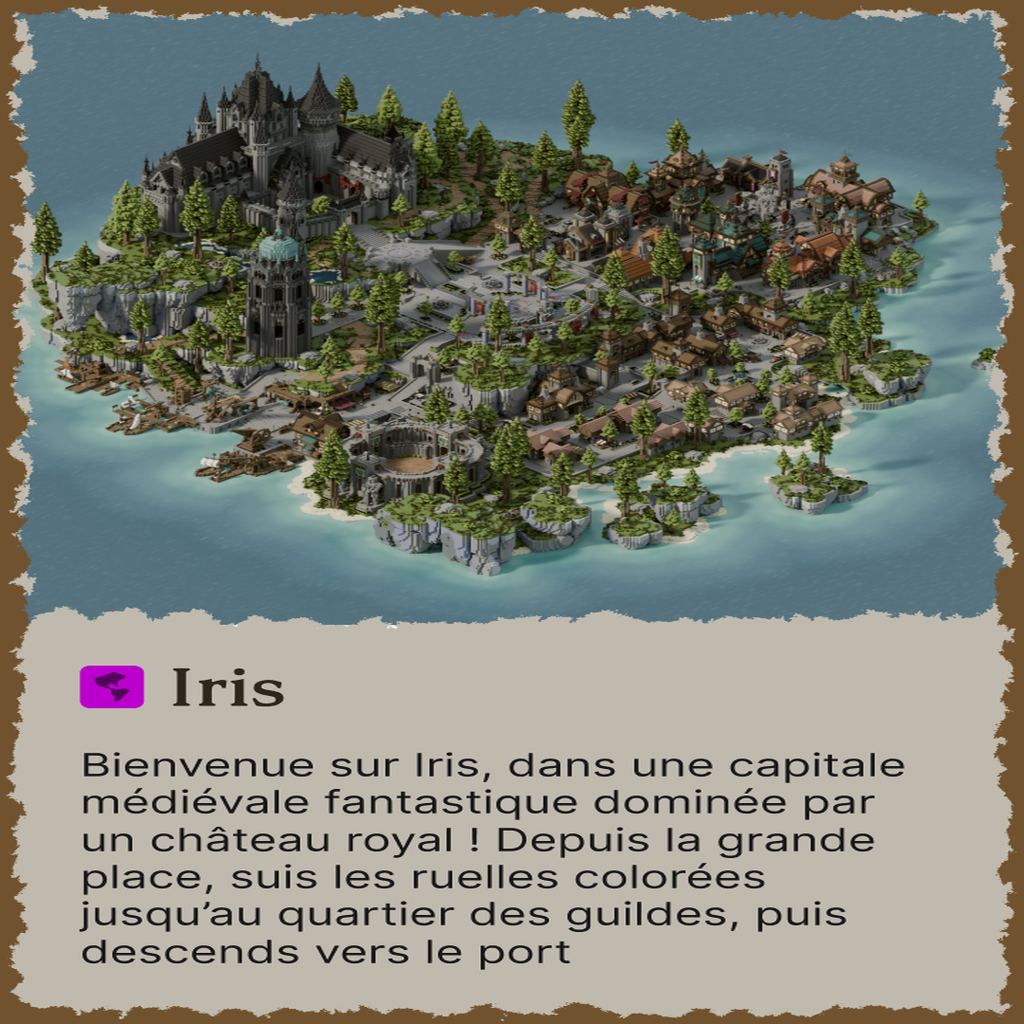 Iris
Bienvenue sur Iris, dans une capitale
médiévale fantastique dominée par
un château royal ! Depuis la grande
place, suis les ruelles colorées
jusqu’au quartier des guildes, puis
descends vers le port